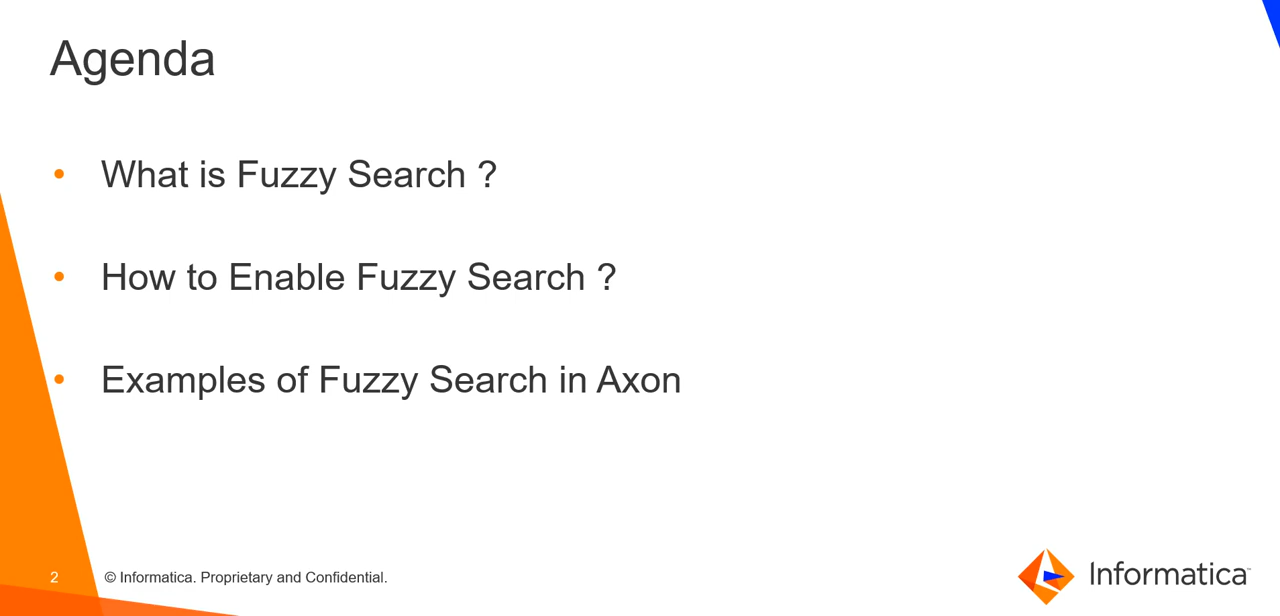 Agenda
• What is Fuzzy Search ?
• How to Enable Fuzzy Search ?
• Examples of Fuzzy Search in Axon
2 © Informatica. Proprietary and Confidential.
Informatica™